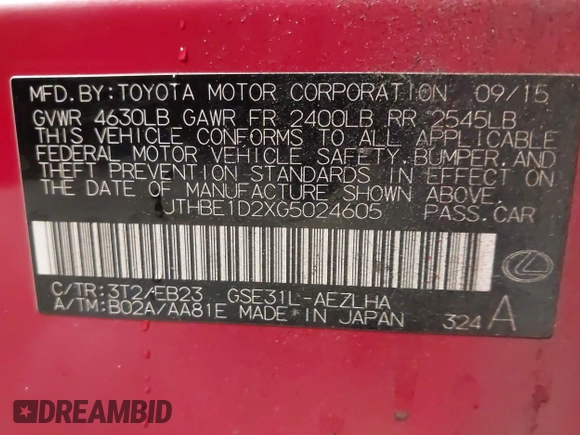 MFD.BY:TOYOTA MOTOR CORPORATION 09/15
GVWR 4630LB GAWR FR 2400LB RR 2545LB
THIS VEHICLE CONFORMS TO ALL APPLICABLE
FEDERAL MOTOR VEHICLE SAFETY,BUMPER,AND
THEFT PREVENTION STANDARDS IN EFFECT ON
THE DATE OF MANUFACTURE SHOWN ABOVE.
JTHBE1D2XG5024605 PASS.CAR
C/TR:3T2/EB23 GSE31L-AEZLHA
A/TM:B02A/AA81E MADE IN JAPAN 324 A
DREAMBID